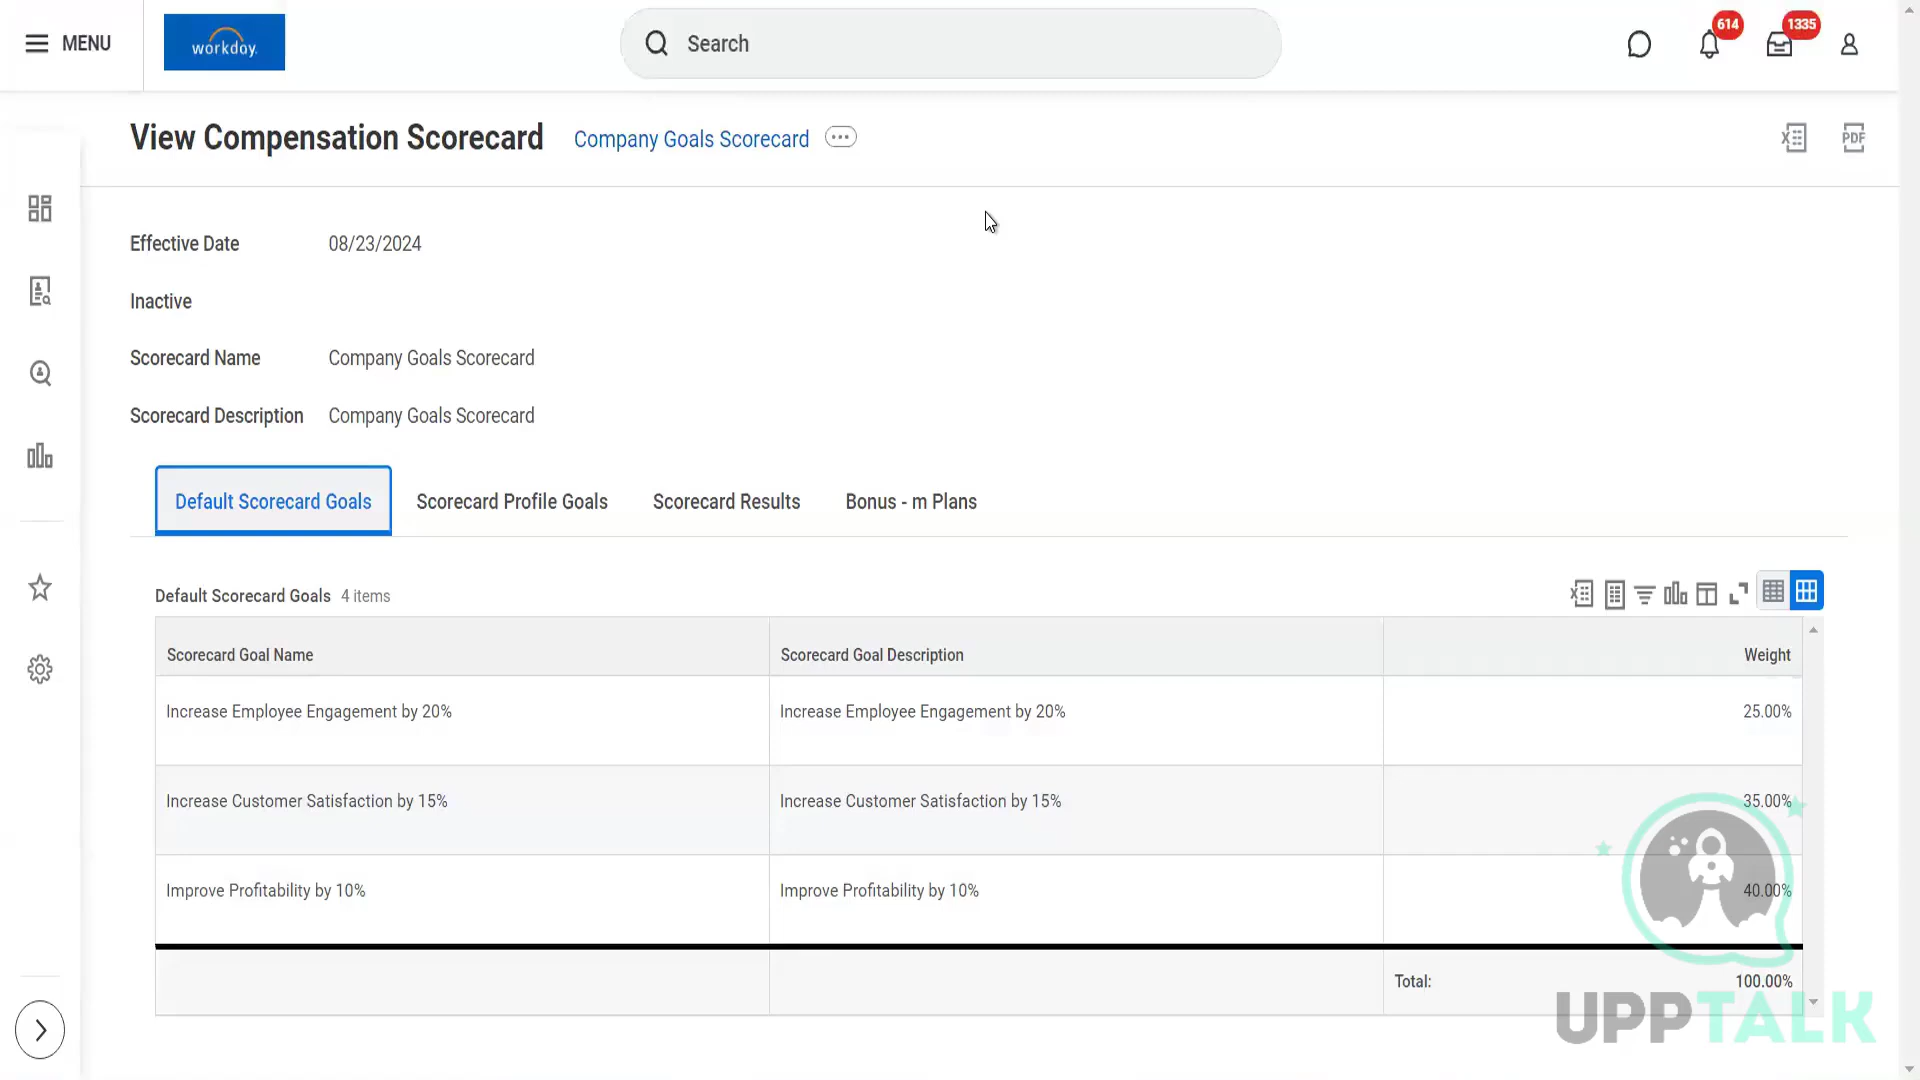 MENU
workday.
Search
614
1335
View Compensation Scorecard Company Goals Scorecard
PDF
Effective Date 08/23/2024
Inactive
Scorecard Name Company Goals Scorecard
Scorecard Description Company Goals Scorecard
Default Scorecard Goals Scorecard Profile Goals Scorecard Results Bonus - m Plans
Default Scorecard Goals 4 items
Scorecard Goal Name Scorecard Goal Description Weight
Increase Employee Engagement by 20% Increase Employee Engagement by 20% 25.00%
Increase Customer Satisfaction by 15% Increase Customer Satisfaction by 15% 35.00%
Improve Profitability by 10% Improve Profitability by 10% 40.00%
Total: 100.00%
UPPTALK